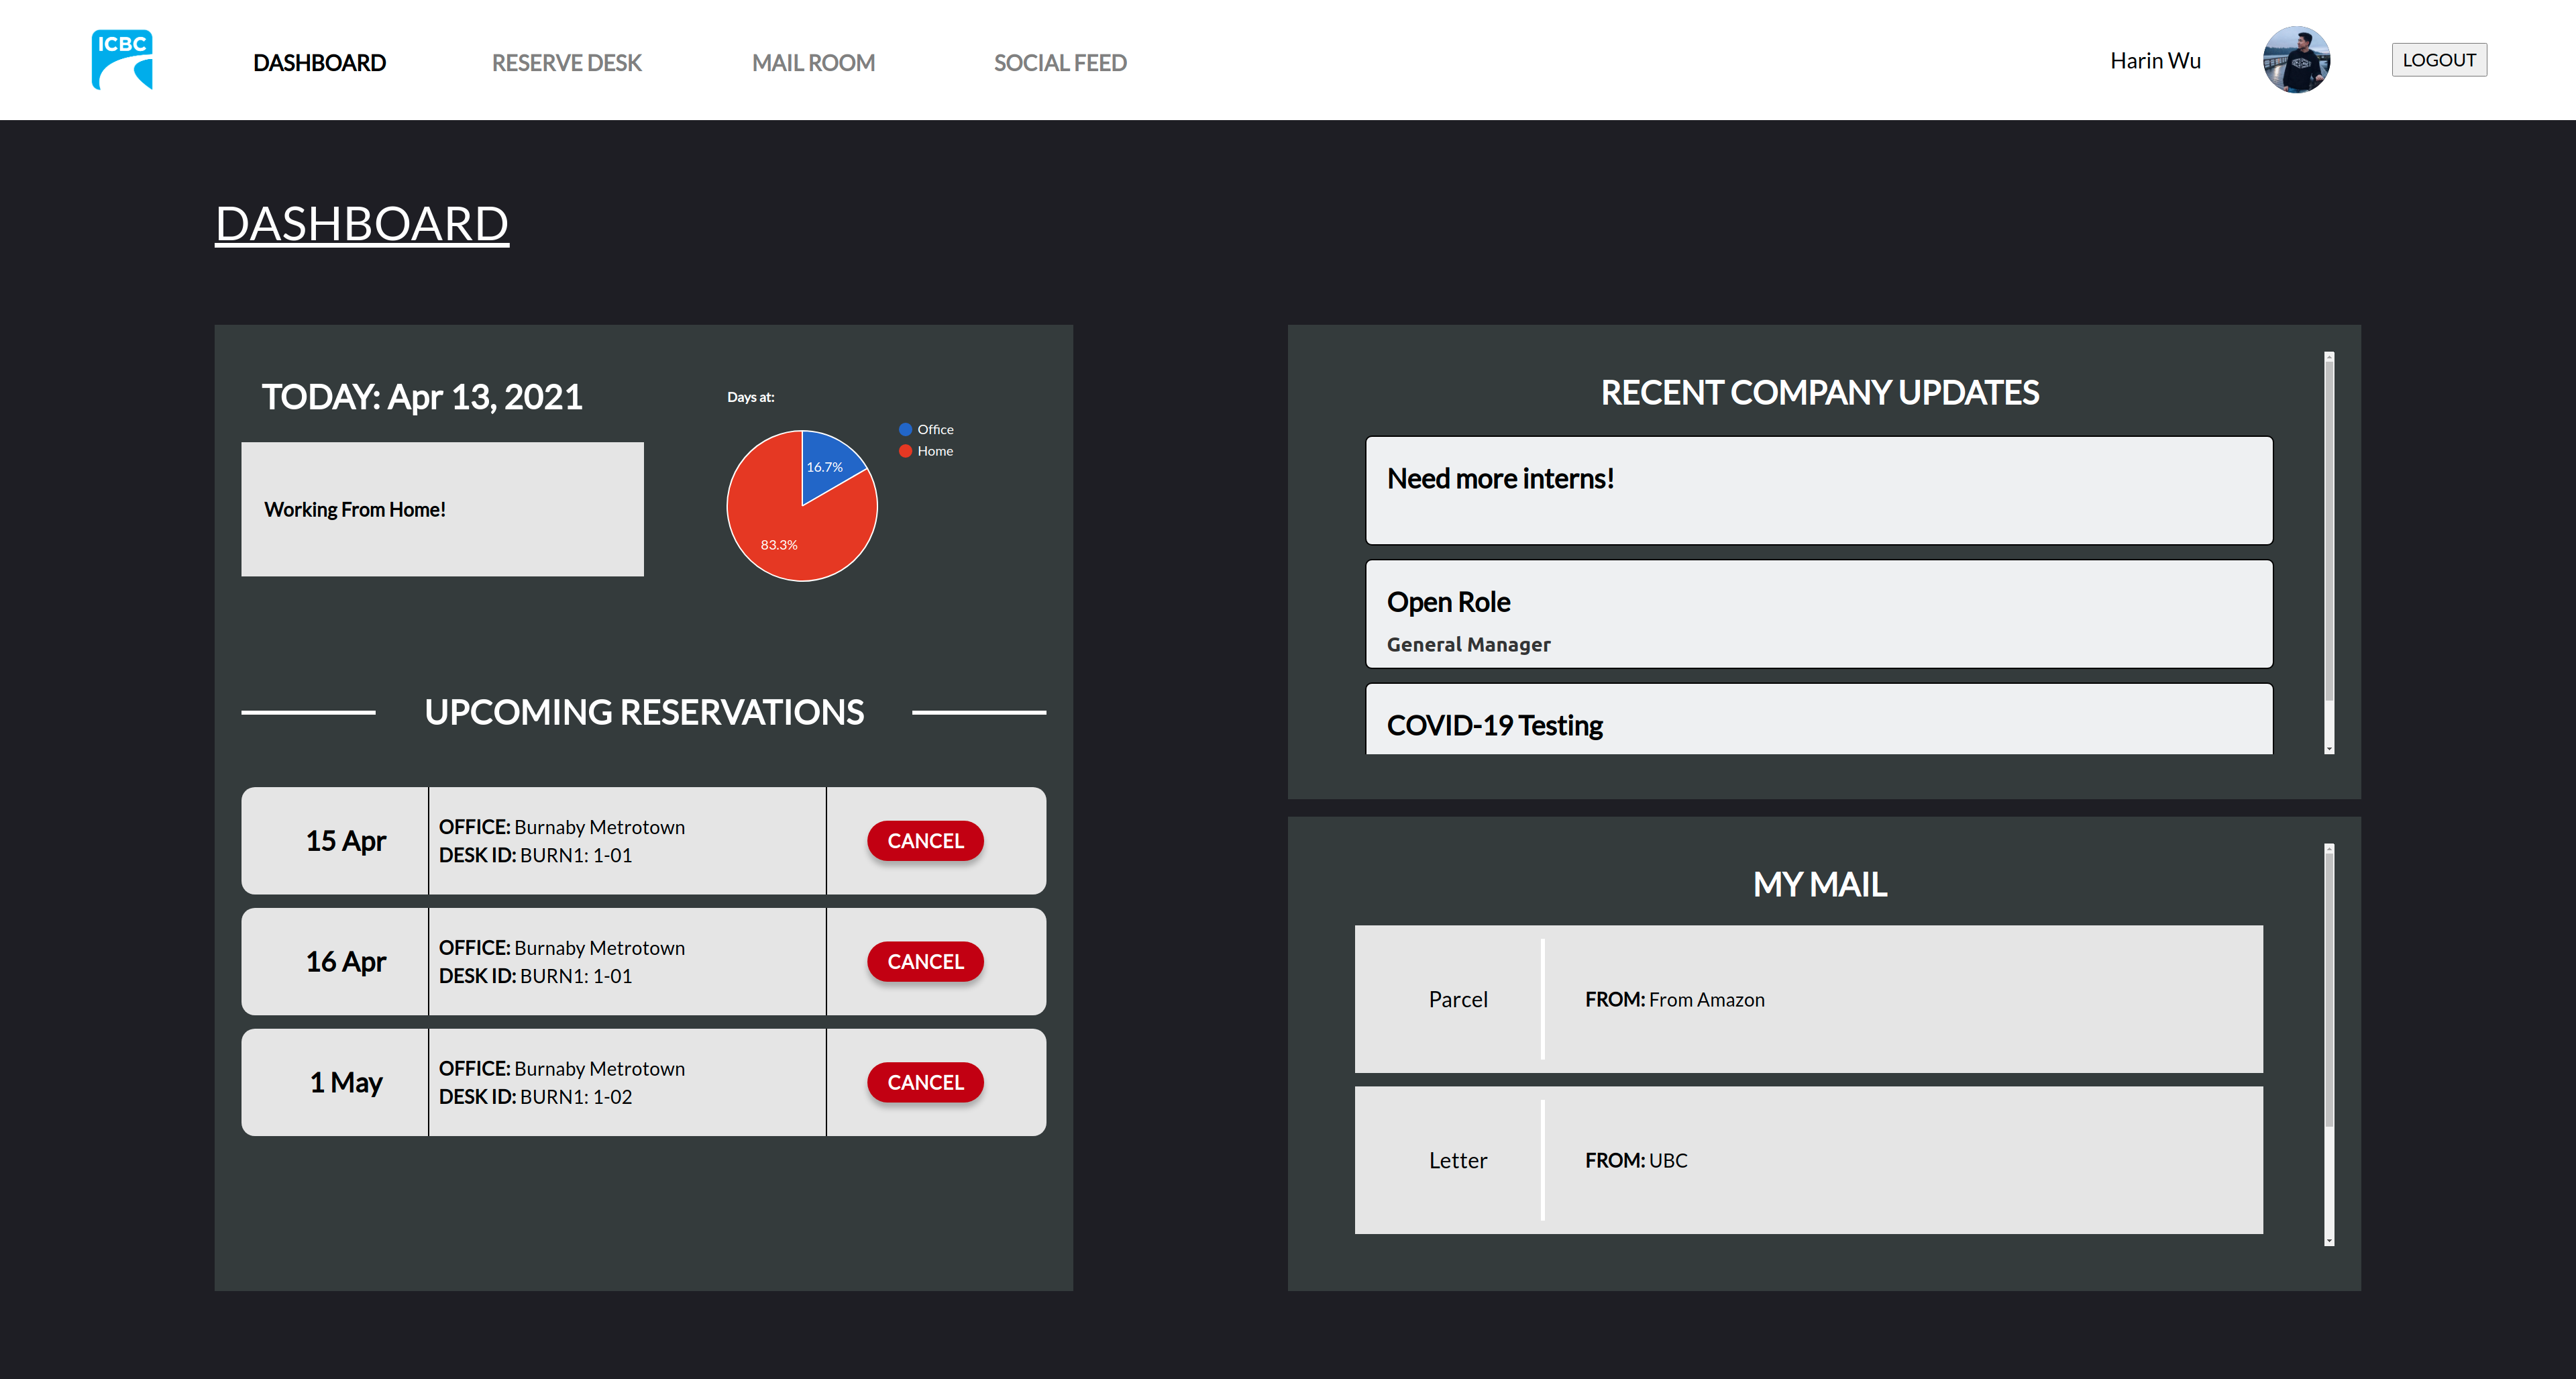 ICBC
DASHBOARD
RESERVE DESK
MAIL ROOM
SOCIAL FEED
Harin Wu
LOGOUT
DASHBOARD
TODAY: Apr 13, 2021
Working From Home!
Days at:
Office
Home
16.7%
83.3%
UPCOMING RESERVATIONS
15 Apr
OFFICE: Burnaby Metrotown
DESK ID: BURN1: 1-01
CANCEL
16 Apr
OFFICE: Burnaby Metrotown
DESK ID: BURN1: 1-01
CANCEL
1 May
OFFICE: Burnaby Metrotown
DESK ID: BURN1: 1-02
CANCEL
RECENT COMPANY UPDATES
Need more interns!
Open Role
General Manager
COVID-19 Testing
MY MAIL
Parcel
FROM: From Amazon
Letter
FROM: UBC